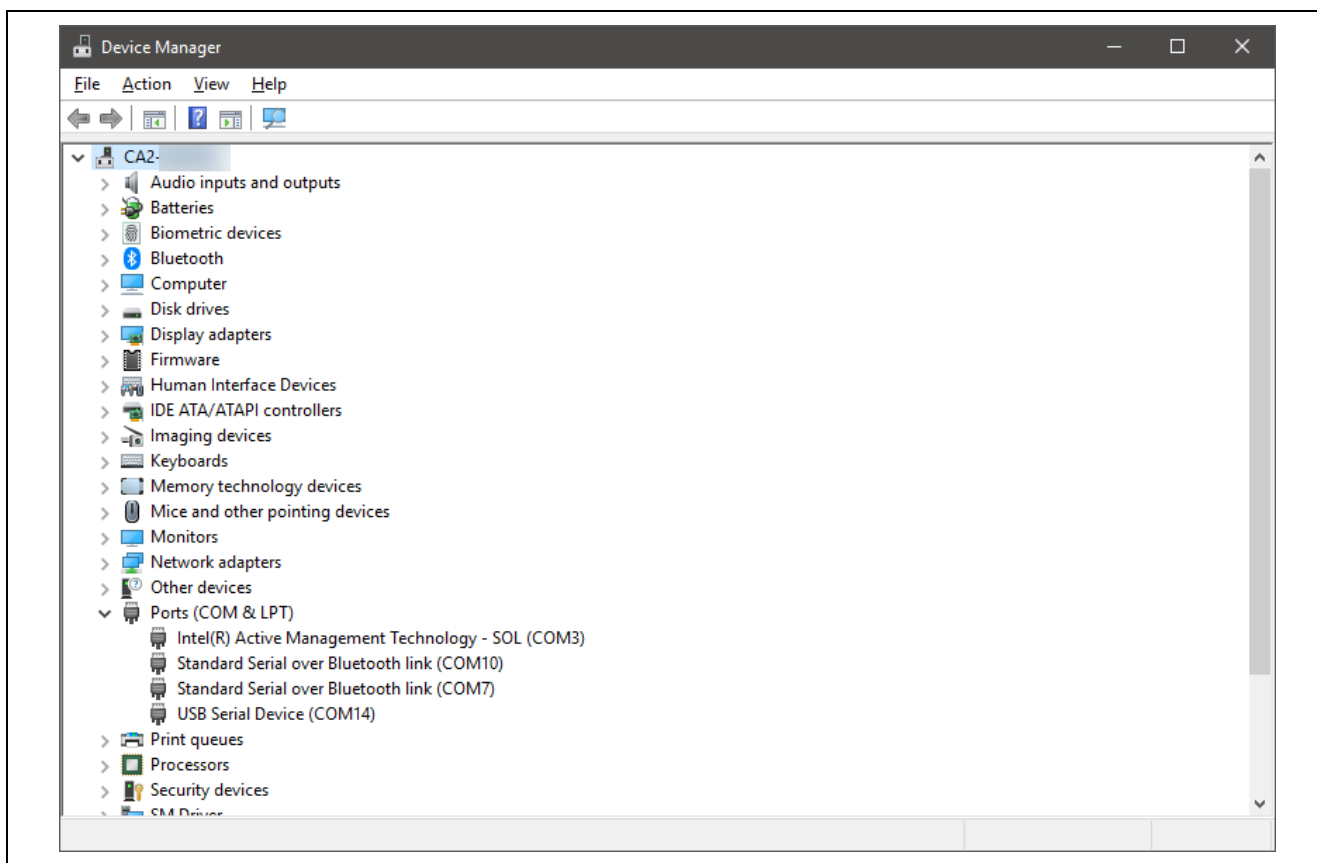 Device Manager
File Action View Help
CA2-
Audio inputs and outputs
Batteries
Biometric devices
Bluetooth
Computer
Disk drives
Display adapters
Firmware
Human Interface Devices
IDE ATA/ATAPI controllers
Imaging devices
Keyboards
Memory technology devices
Mice and other pointing devices
Monitors
Network adapters
Other devices
Ports (COM & LPT)
Intel(R) Active Management Technology - SOL (COM3)
Standard Serial over Bluetooth link (COM10)
Standard Serial over Bluetooth link (COM7)
USB Serial Device (COM14)
Print queues
Processors
Security devices
SM Driver